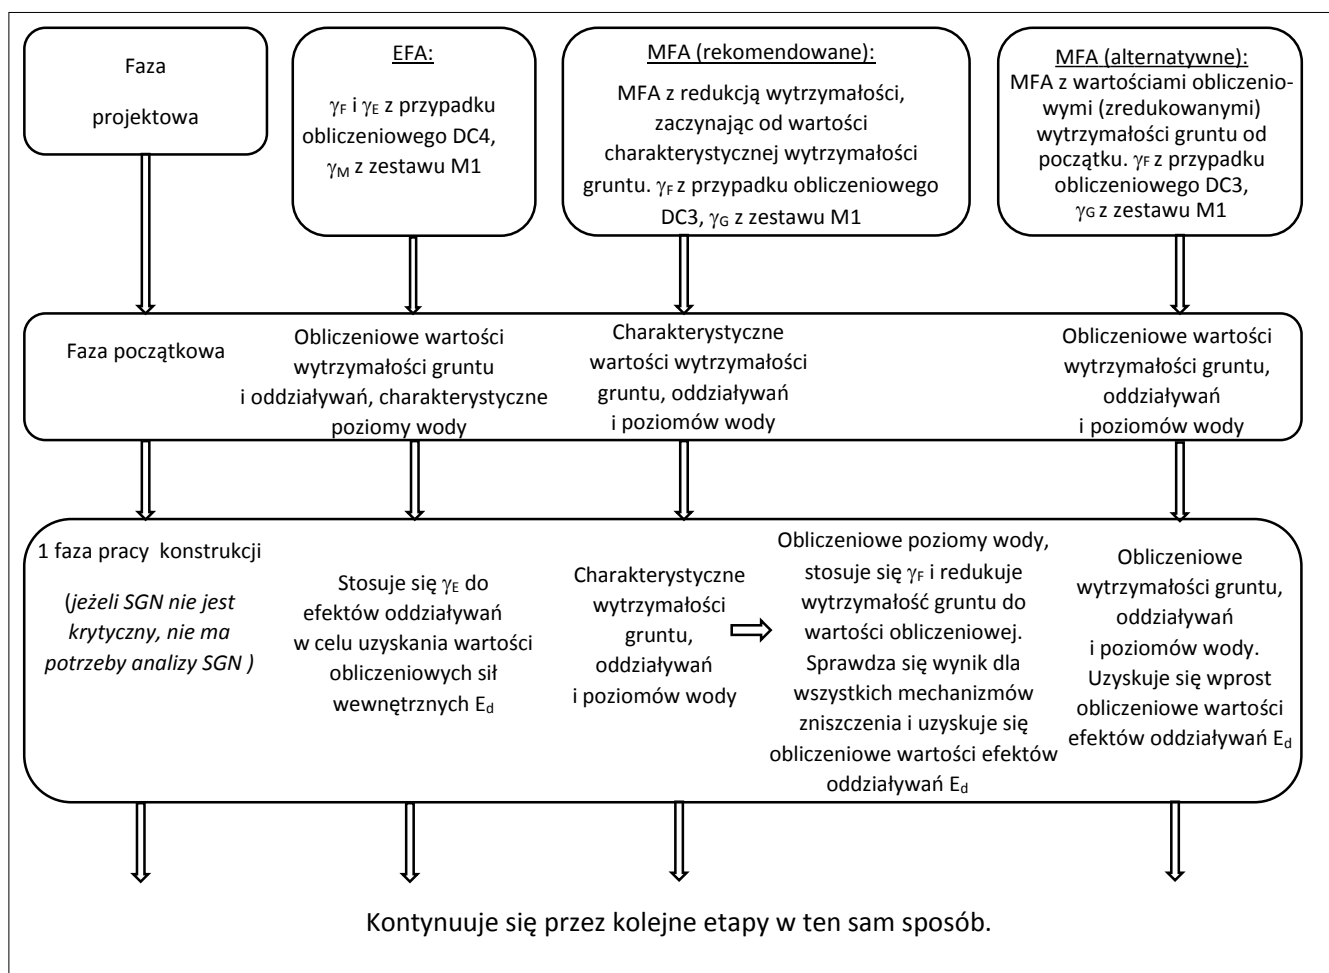 Faza
projektowa
EFA:
γF i γE z przypadku
obliczeniowego DC4,
γM z zestawu M1
MFA (rekomendowane):
MFA z redukcją wytrzymałości,
zaczynając od wartości
charakterystycznej wytrzymałości
gruntu. γF z przypadku obliczeniowego
DC3, γG z zestawu M1
MFA (alternatywne):
MFA z wartościami obliczenio-
wymi (zredukowanymi)
wytrzymałości gruntu od
początku. γF z przypadku
obliczeniowego DC3,
γG z zestawu M1
Faza początkowa
Obliczeniowe wartości
wytrzymałości gruntu
i oddziaływań, charakterystyczne
poziomy wody
Charakterystyczne
wartości wytrzymałości
gruntu, oddziaływań
i poziomów wody
Obliczeniowe wartości
wytrzymałości gruntu,
oddziaływań
i poziomów wody
1 faza pracy konstrukcji
(jeżeli SGN nie jest
krytyczny, nie ma
potrzeby analizy SGN )
Stosuje się γE do
efektów oddziaływań
w celu uzyskania wartości
obliczeniowych sił
wewnętrznych Ed
Charakterystyczne
wytrzymałości
gruntu,
oddziaływań
i poziomów wody
Obliczeniowe poziomy wody,
stosuje się γF i redukuje
wytrzymałość gruntu do
wartości obliczeniowej.
Sprawdza się wynik dla
wszystkich mechanizmów
zniszczenia i uzyskuje się
obliczeniowe wartości efektów
oddziaływań Ed
Obliczeniowe
wytrzymałości gruntu,
oddziaływań
i poziomów wody.
Uzyskuje się wprost
obliczeniowe wartości
efektów oddziaływań Ed
Kontynuuje się przez kolejne etapy w ten sam sposób.